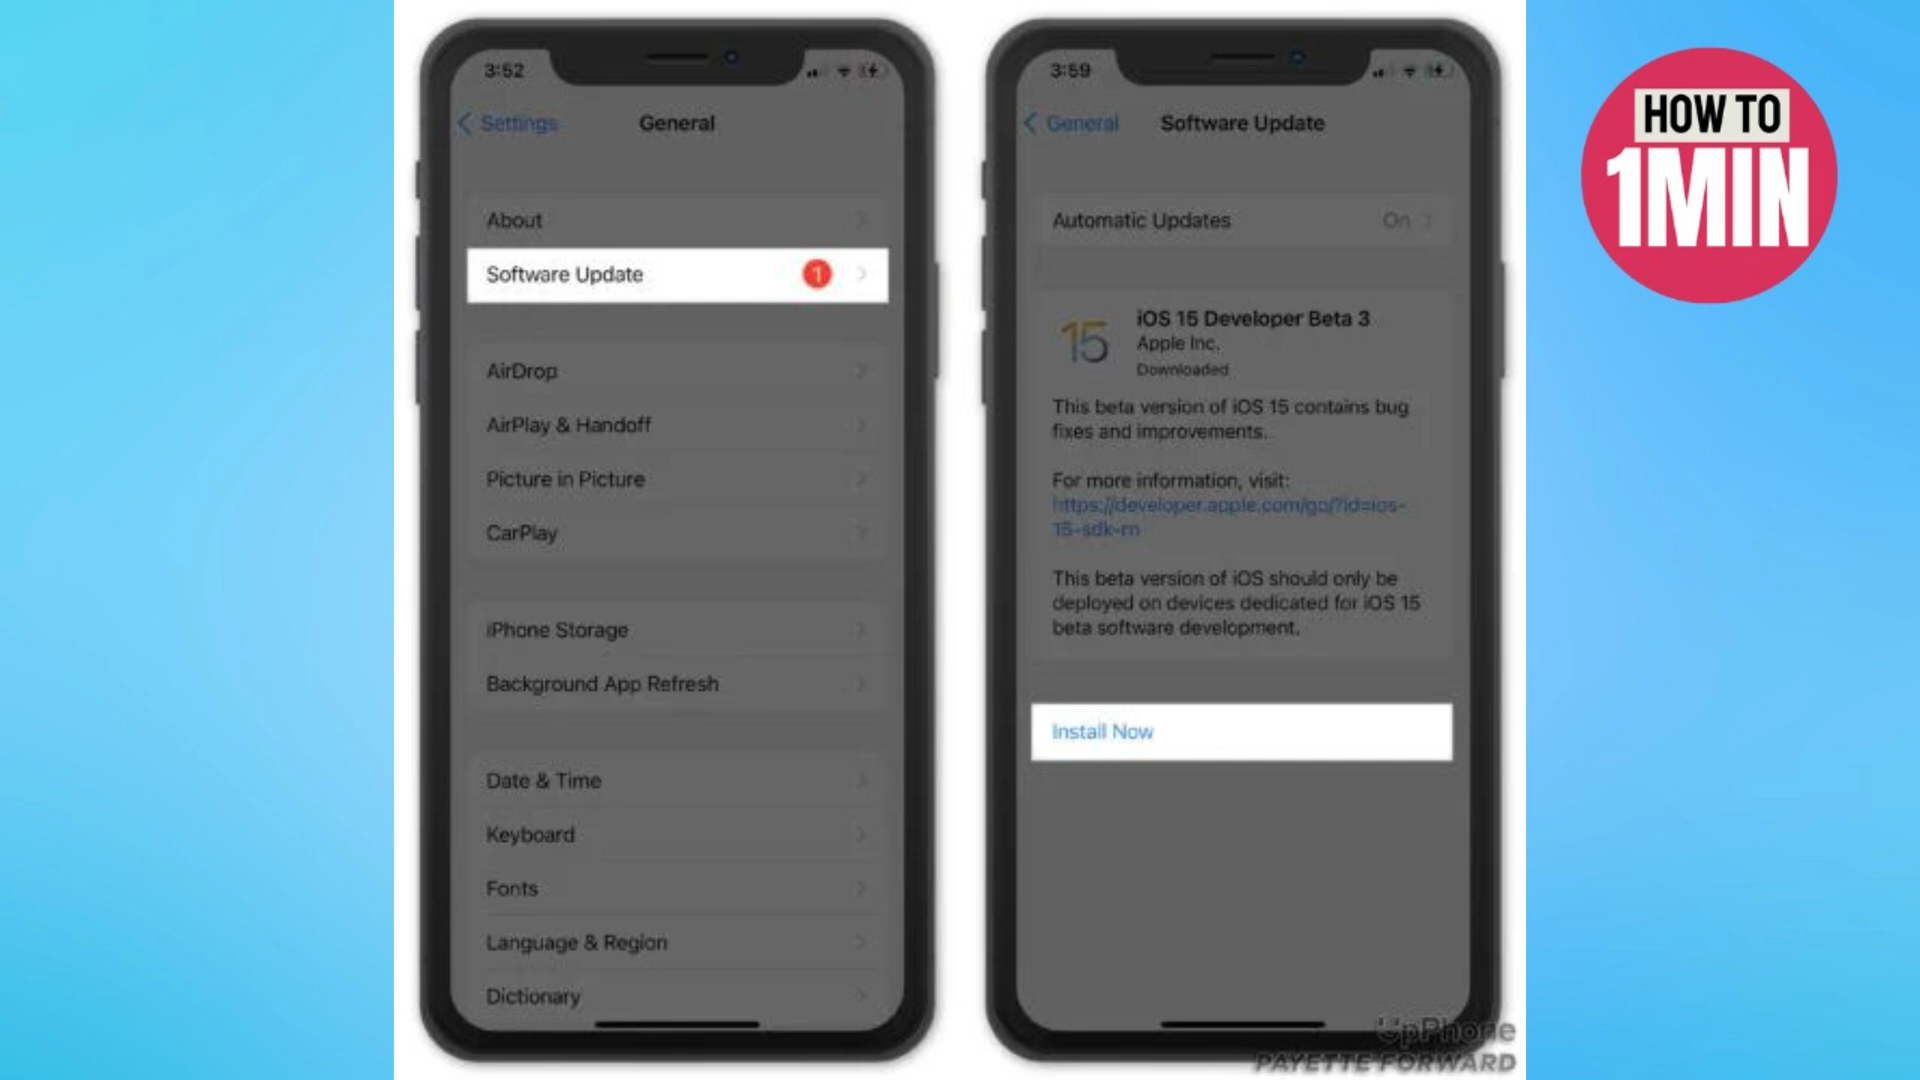 3:52
Settings
General
About
Software Update
1
AirDrop
AirPlay & Handoff
Picture in Picture
CarPlay
iPhone Storage
Background App Refresh
Date & Time
Keyboard
Fonts
Language & Region
Dictionary
3:59
General
Software Update
Automatic Updates
On
15
iOS 15 Developer Beta 3
Apple Inc.
Downloaded
This beta version of iOS 15 contains bug
fixes and improvements.
For more information, visit:
https://developer.apple.com/go/?id=ios-
15-sdk-rn
This beta version of iOS should only be
deployed on devices dedicated for iOS 15
beta software development.
Install Now
UpPhone
PAYETTE FORWARD
HOW TO
1MIN